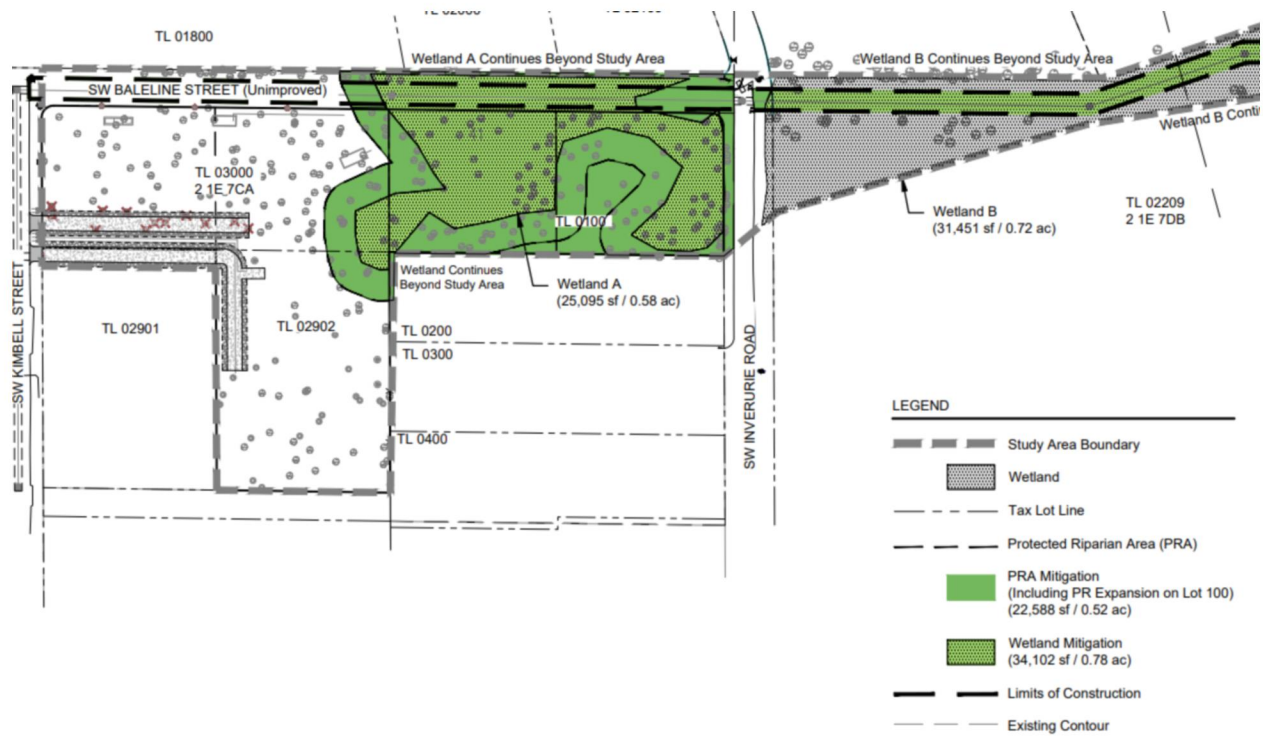 TL 01800
Wetland A Continues Beyond Study Area
Wetland B Continues Beyond Study Area
SW BALELINE STREET (Unimproved)
Wetland B Conti
TL 03000
2 1E 7CA
TL 0100
Wetland B
(31,451 sf / 0.72 ac)
TL 02209
2 1E 7DB
Wetland Continues
Beyond Study Area
Wetland A
(25,095 sf / 0.58 ac)
SW KIMBELL STREET
TL 02901
TL 02902
TL 0200
TL 0300
SW INVERURIE ROAD
TL 0400
LEGEND
Study Area Boundary
Wetland
Tax Lot Line
Protected Riparian Area (PRA)
PRA Mitigation
(Including PR Expansion on Lot 100)
(22,588 sf / 0.52 ac)
Wetland Mitigation
(34,102 sf / 0.78 ac)
Limits of Construction
Existing Contour